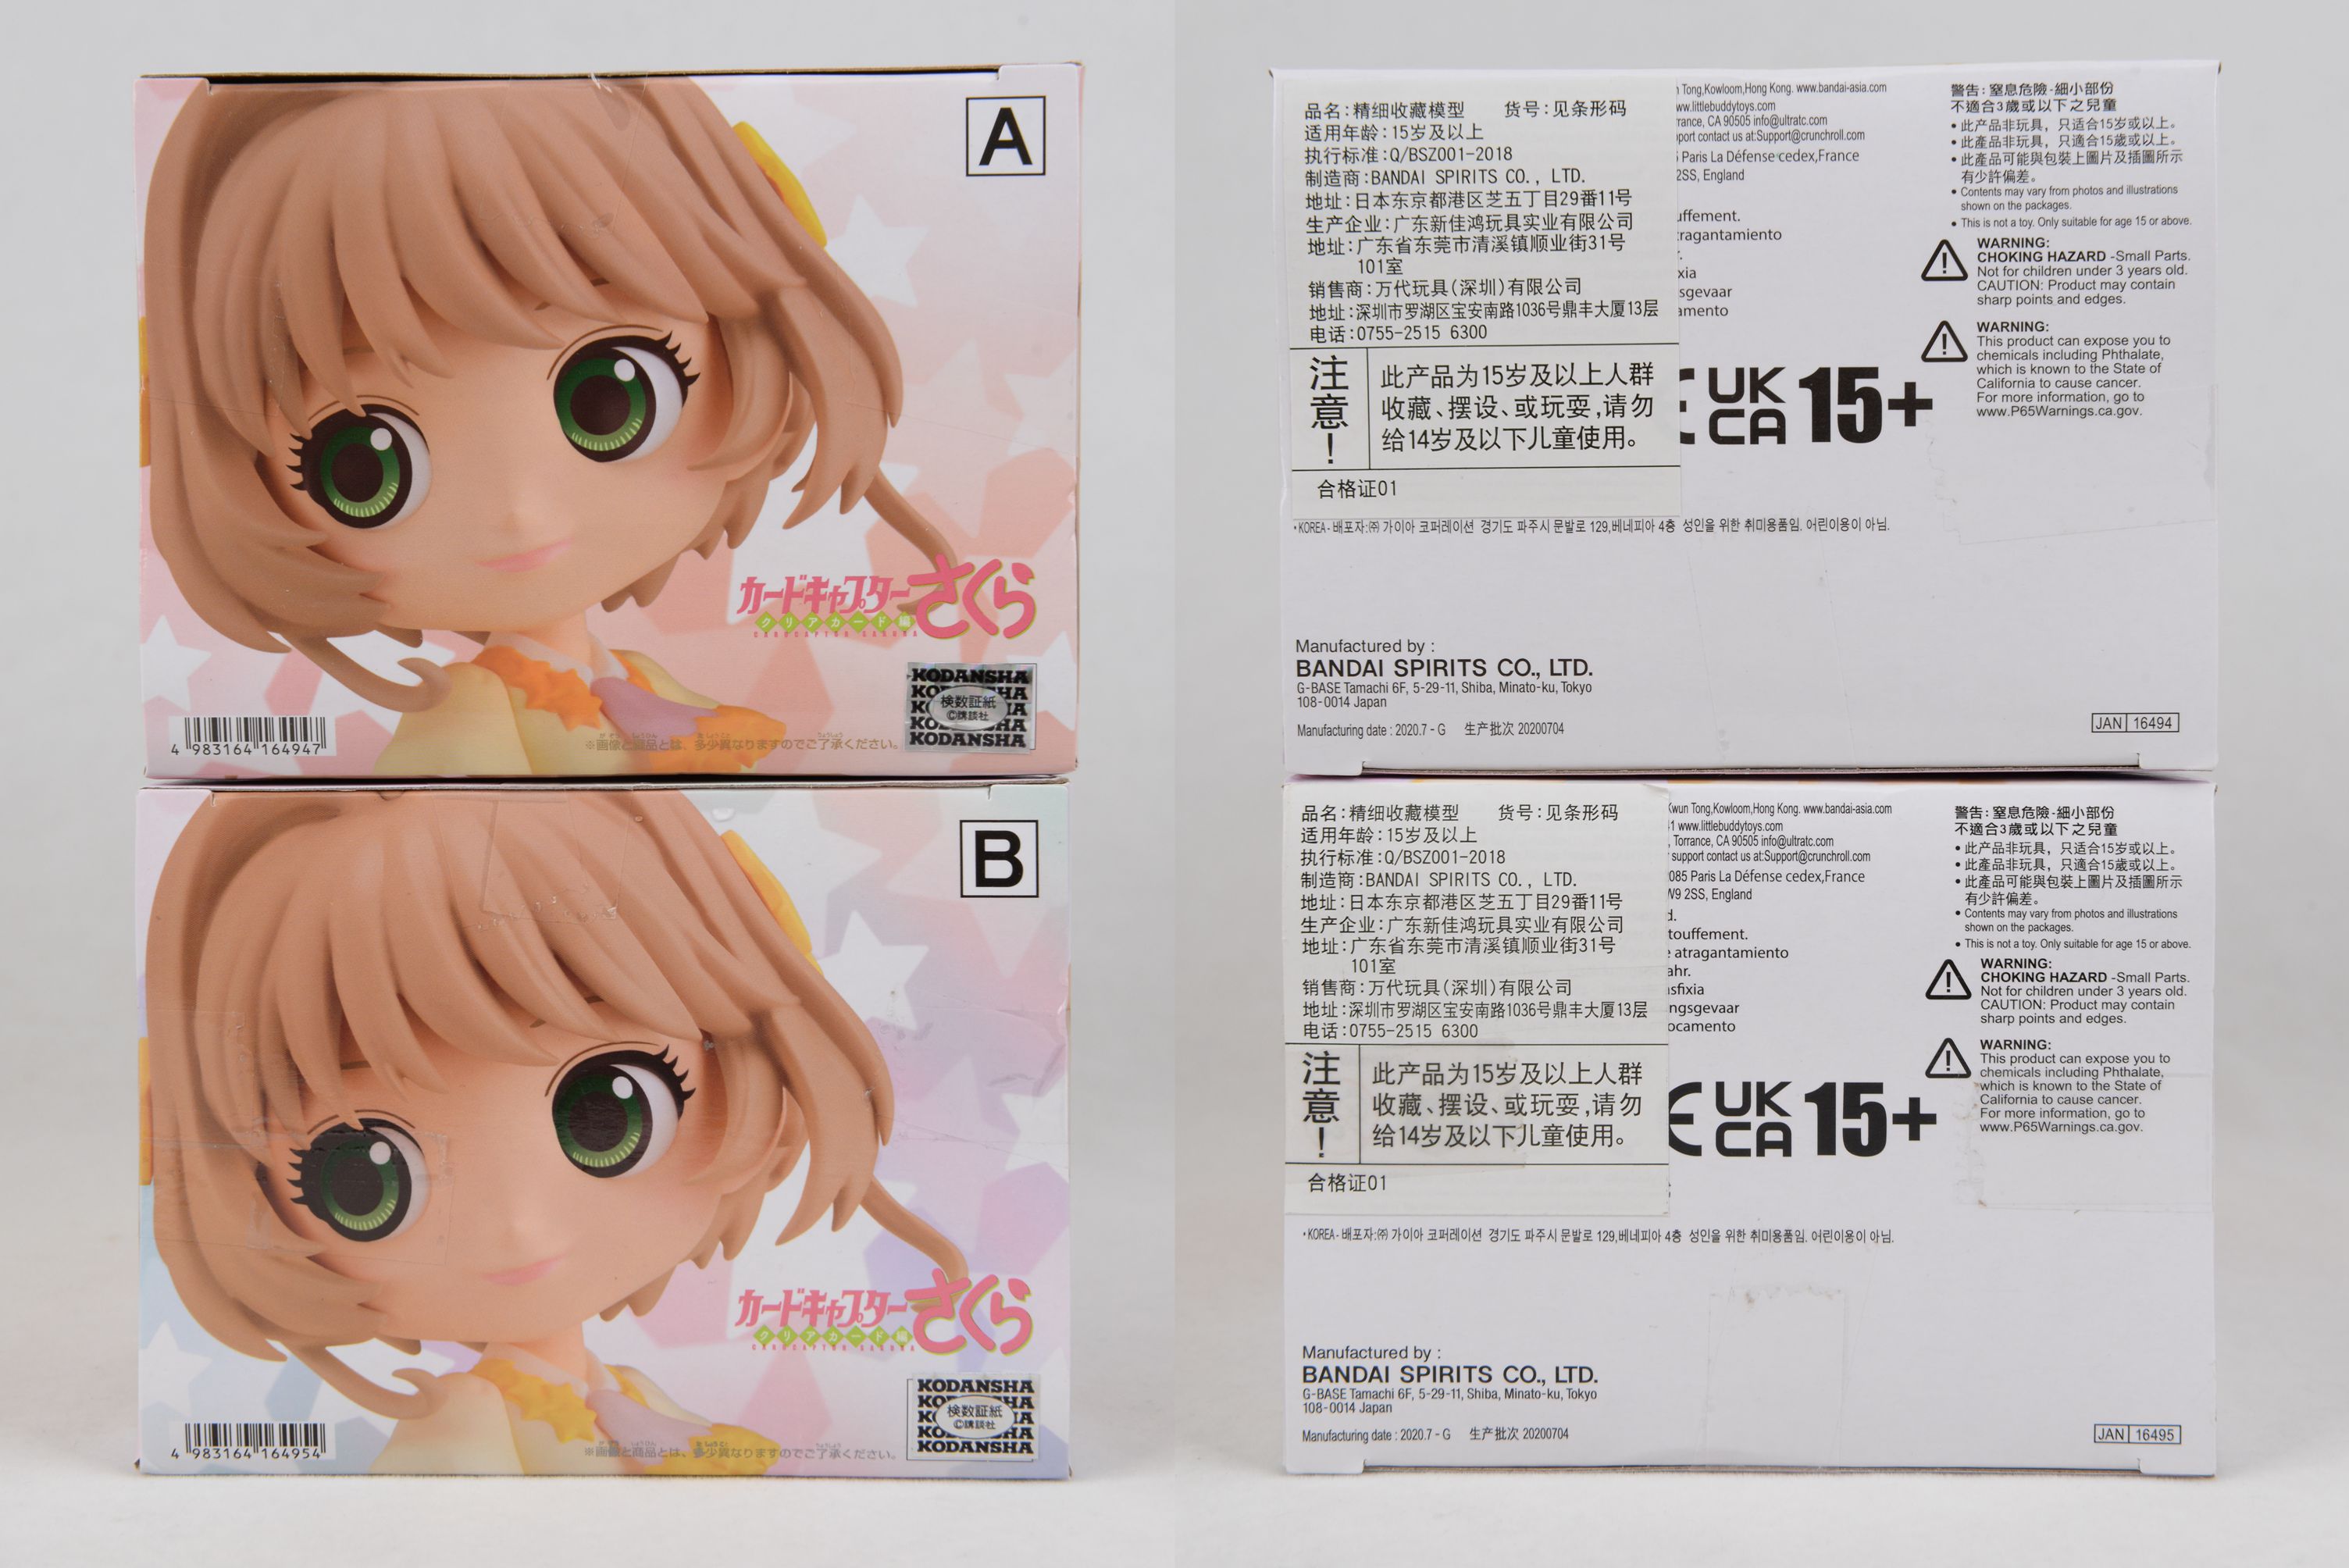 A
カードキャプターさくら
クリアカード編
CARDCAPTOR SAKURA
KODANSHA
検数証紙
©講談社
KODANSHA
4 983164 164947
※画像と商品とは、多少異なりますのでご了承ください。
B
カードキャプターさくら
クリアカード編
CARDCAPTOR SAKURA
KODANSHA
検数証紙
©講談社
KODANSHA
4 983164 164954
※画像と商品とは、多少異なりますのでご了承ください。
品名:精细收藏模型 货号:见条形码
适用年龄:15岁及以上
执行标准:Q/BSZ001-2018
制造商:BANDAI SPIRITS CO., LTD.
地址:日本东京都港区芝五丁目29番11号
生产企业:广东新佳鸿玩具实业有限公司
地址:广东省东莞市清溪镇顺业街31号
101室
销售商:万代玩具(深圳)有限公司
地址:深圳市罗湖区宝安南路1036号鼎丰大厦13层
电话:0755-2515 6300
注意!
此产品为15岁及以上人群
收藏、摆设、或玩耍,请勿
给14岁及以下儿童使用。
合格证01
Tong,Kowloom,Hong Kong. www.bandai-asia.com
www.littlebuddytoys.com
CA 90505 info@ultratc.com
contact us at:Support@crunchroll.com
Paris La Défense cedex,France
2SS, England
UK
CA
15+
警告:窒息危險-細小部份
不適合3歲或以下之兒童
• 此产品非玩具，只适合15岁或以上。
• 此產品非玩具，只適合15歲或以上。
• 此產品可能與包裝上圖片及插圖所示
有少許偏差。
• Contents may vary from photos and illustrations
shown on the packages.
• This is not a toy. Only suitable for age 15 or above.
WARNING:
CHOKING HAZARD -Small Parts.
Not for children under 3 years old.
CAUTION: Product may contain
sharp points and edges.
WARNING:
This product can expose you to
chemicals including Phthalate,
which is known to the State of
California to cause cancer.
For more information, go to
www.P65Warnings.ca.gov.
•KOREA - 배포자:㈜ 가이아 코퍼레이션 경기도 파주시 문발로 129,베네피아 4층 성인을 위한 취미용품임. 어린이용이 아님.
Manufactured by :
BANDAI SPIRITS CO., LTD.
G-BASE Tamachi 6F, 5-29-11, Shiba, Minato-ku, Tokyo
108-0014 Japan
Manufacturing date : 2020.7 - G 生产批次 20200704
JAN 16494
品名:精细收藏模型 货号:见条形码
适用年龄:15岁及以上
执行标准:Q/BSZ001-2018
制造商:BANDAI SPIRITS CO., LTD.
地址:日本东京都港区芝五丁目29番11号
生产企业:广东新佳鸿玩具实业有限公司
地址:广东省东莞市清溪镇顺业街31号
101室
销售商:万代玩具(深圳)有限公司
地址:深圳市罗湖区宝安南路1036号鼎丰大厦13层
电话:0755-2515 6300
注意!
此产品为15岁及以上人群
收藏、摆设、或玩耍,请勿
给14岁及以下儿童使用。
合格证01
Kwun Tong,Kowloom,Hong Kong. www.bandai-asia.com
www.littlebuddytoys.com
Torrance, CA 90505 info@ultratc.com
support contact us at:Support@crunchroll.com
Paris La Défense cedex,France
2SS, England
atragantamiento
CE
UK
CA
15+
警告:窒息危險-細小部份
不適合3歲或以下之兒童
• 此产品非玩具，只适合15岁或以上。
• 此產品非玩具，只適合15歲或以上。
• 此產品可能與包裝上圖片及插圖所示
有少許偏差。
• Contents may vary from photos and illustrations
shown on the packages.
• This is not a toy. Only suitable for age 15 or above.
WARNING:
CHOKING HAZARD -Small Parts.
Not for children under 3 years old.
CAUTION: Product may contain
sharp points and edges.
WARNING:
This product can expose you to
chemicals including Phthalate,
which is known to the State of
California to cause cancer.
For more information, go to
www.P65Warnings.ca.gov.
•KOREA - 배포자:㈜ 가이아 코퍼레이션 경기도 파주시 문발로 129,베네피아 4층 성인을 위한 취미용품임. 어린이용이 아님.
Manufactured by :
BANDAI SPIRITS CO., LTD.
G-BASE Tamachi 6F, 5-29-11, Shiba, Minato-ku, Tokyo
108-0014 Japan
Manufacturing date : 2020.7 - G 生产批次 20200704
JAN 16495